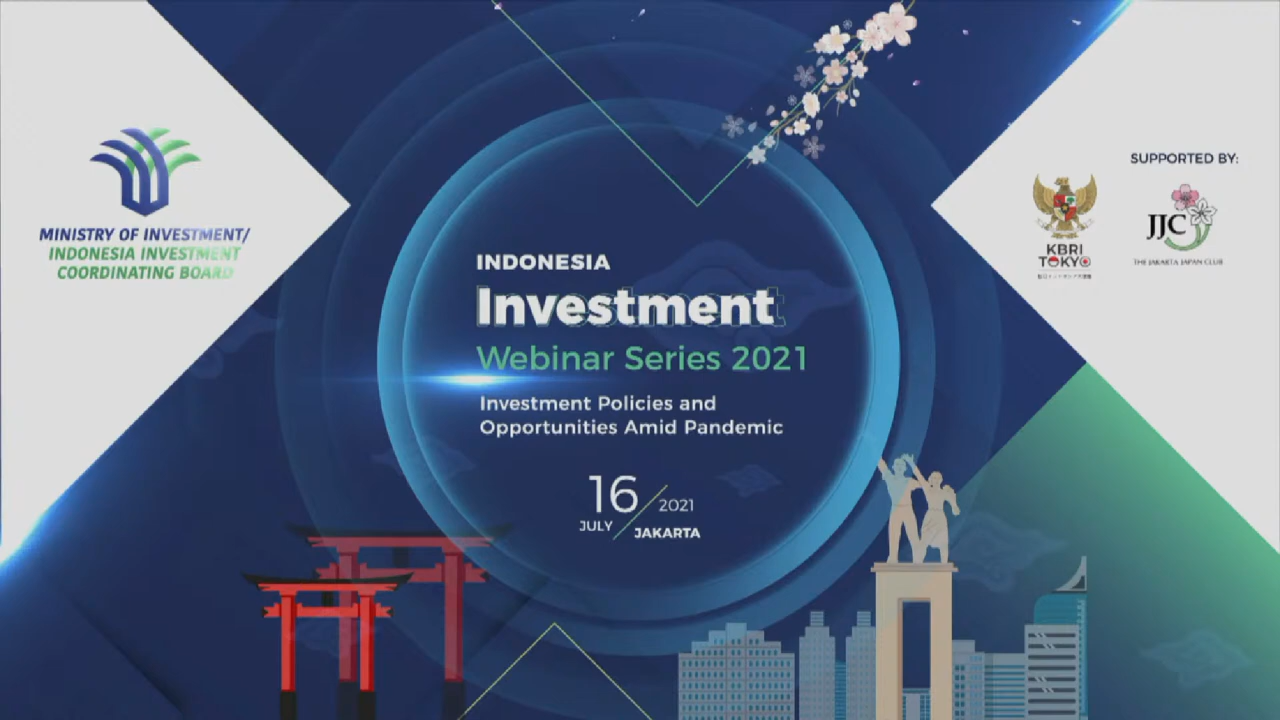 MINISTRY OF INVESTMENT/
INDONESIA INVESTMENT
COORDINATING BOARD
INDONESIA
Investment
Webinar Series 2021
Investment Policies and
Opportunities Amid Pandemic
16
JULY
2021
JAKARTA
SUPPORTED BY:
KBRI
TOKYO
JJC
THE JAKARTA JAPAN CLUB